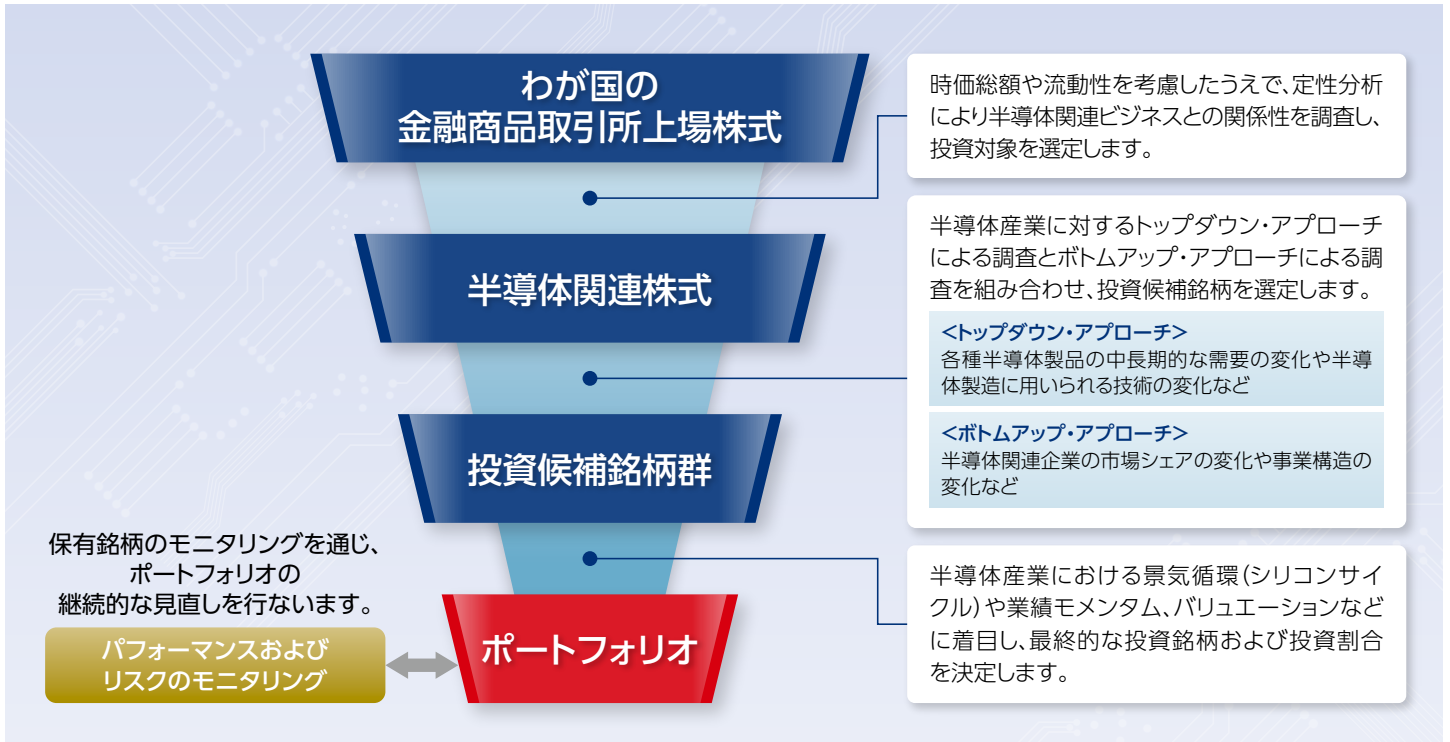 わが国の
金融商品取引所上場株式
時価総額や流動性を考慮したうえで、定性分析
により半導体関連ビジネスとの関係性を調査し、
投資対象を選定します。
半導体関連株式
半導体産業に対するトップダウン・アプローチ
による調査とボトムアップ・アプローチによる調
査を組み合わせ、投資候補銘柄を選定します。
<トップダウン・アプローチ>
各種半導体製品の中長期的な需要の変化や半導
体製造に用いられる技術の変化など
<ボトムアップ・アプローチ>
半導体関連企業の市場シェアの変化や事業構造の
変化など
投資候補銘柄群
半導体産業における景気循環(シリコンサイ
クル)や業績モメンタム、バリュエーションなど
に着目し、最終的な投資銘柄および投資割合
を決定します。
ポートフォリオ
保有銘柄のモニタリングを通じ、
ポートフォリオの
継続的な見直しを行ないます。
パフォーマンスおよび
リスクのモニタリング